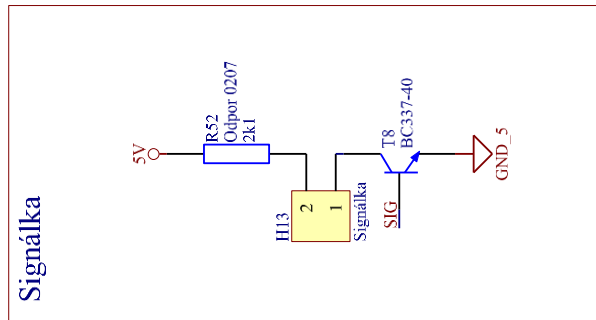 Signálka
5V
R52
Odpor 0207
2k1
H13
2
1
Signálka
T8
BC337-40
SIG
GND_5